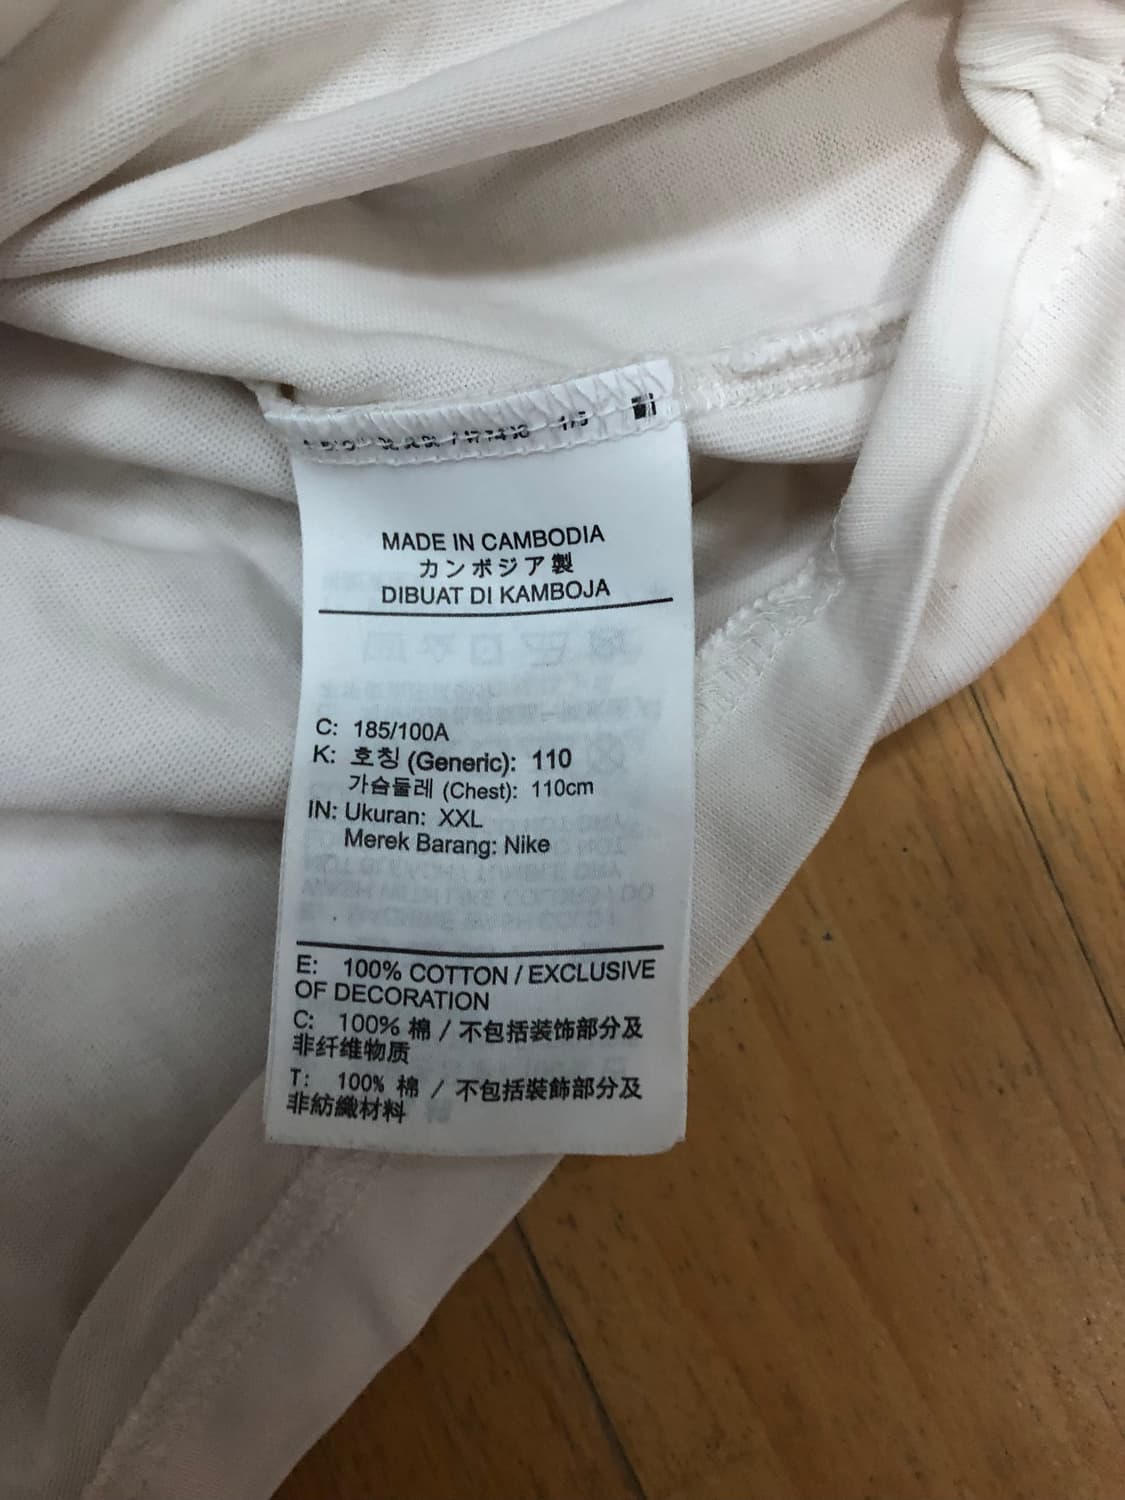 MADE IN CAMBODIA
カンボジア製
DIBUAT DI KAMBOJA
C: 185/100A
K: 호칭 (Generic): 110
가슴둘레 (Chest): 110cm
IN: Ukuran: XXL
Merek Barang: Nike
E: 100% COTTON / EXCLUSIVE
OF DECORATION
C: 100% 棉 / 不包括装饰部分及
非纤维物质
T: 100% 棉 / 不包括裝飾部分及
非紡織材料